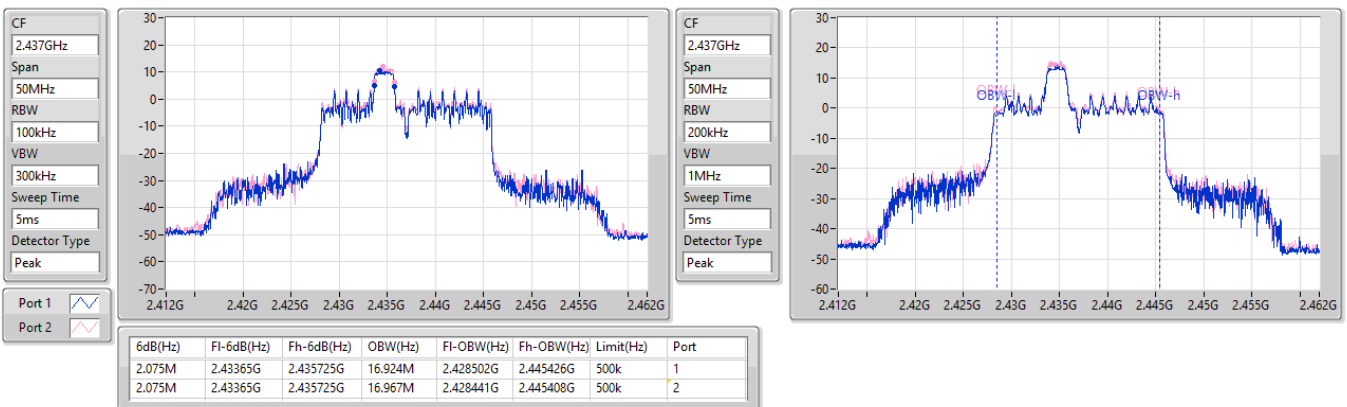 CF
2.437GHz
Span
50MHz
RBW
100kHz
VBW
300kHz
Sweep Time
5ms
Detector Type
Peak
Port 1
Port 2
30
20
10
0
-10
-20
-30
-40
-50
-60
-70
2.412G 2.42G 2.425G 2.43G 2.435G 2.44G 2.445G 2.45G 2.455G 2.462G
CF
2.437GHz
Span
50MHz
RBW
200kHz
VBW
1MHz
Sweep Time
5ms
Detector Type
Peak
30
20
10
0
-10
-20
-30
-40
-50
-60
OBW-l OBW-h
2.412G 2.42G 2.425G 2.43G 2.435G 2.44G 2.445G 2.45G 2.455G 2.462G
6dB(Hz) Fl-6dB(Hz) Fh-6dB(Hz) OBW(Hz) Fl-OBW(Hz) Fh-OBW(Hz) Limit(Hz) Port
2.075M 2.43365G 2.435725G 16.924M 2.428502G 2.445426G 500k 1
2.075M 2.43365G 2.435725G 16.967M 2.428441G 2.445408G 500k 2